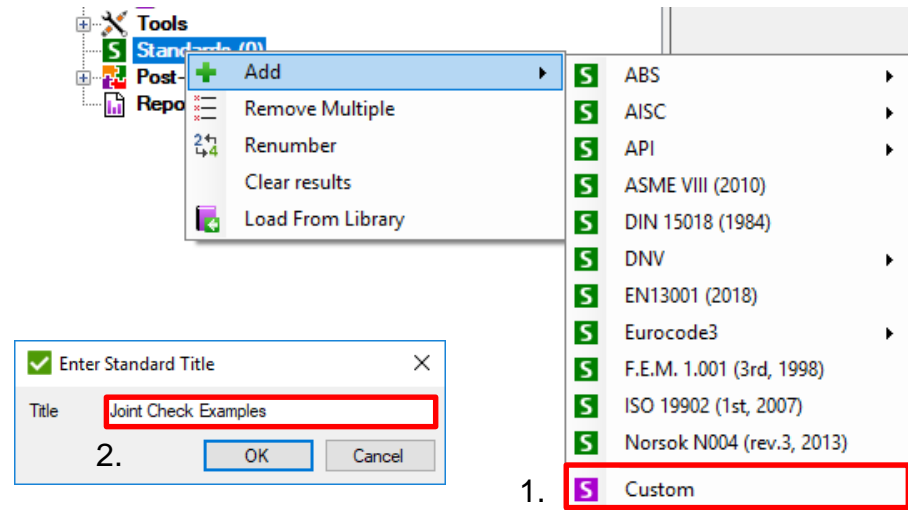 Tools
Standards (0)
Post-
Repo
Add
Remove Multiple
Renumber
Clear results
Load From Library
ABS
AISC
API
ASME VIII (2010)
DIN 15018 (1984)
DNV
EN13001 (2018)
Eurocode3
F.E.M. 1.001 (3rd, 1998)
ISO 19902 (1st, 2007)
Norsok N004 (rev.3, 2013)
1.
Custom
Enter Standard Title
Title
Joint Check Examples
2.
OK
Cancel